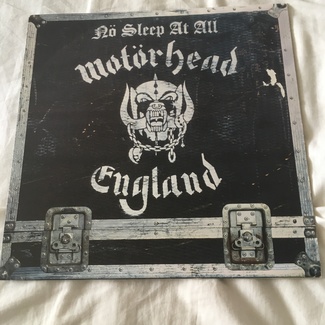 Nö Sleep At All
Motörhead
England